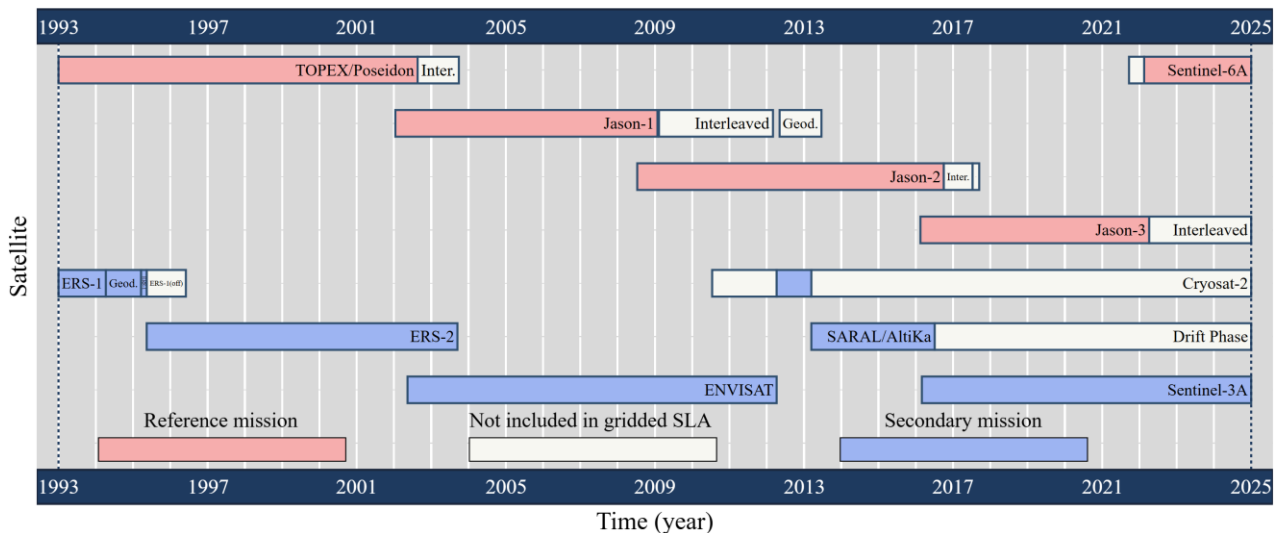 1993 1997 2001 2005 2009 2013 2017 2021 2025
TOPEX/Poseidon Inter. Sentinel-6A
Jason-1 Interleaved Geod.
Jason-2 Inter.
Jason-3 Interleaved
ERS-1 Geod. ERS-1(off) Cryosat-2
ERS-2 SARAL/AltiKa Drift Phase
ENVISAT Sentinel-3A
Reference mission Not included in gridded SLA Secondary mission
1993 1997 2001 2005 2009 2013 2017 2021 2025
Time (year)
Satellite